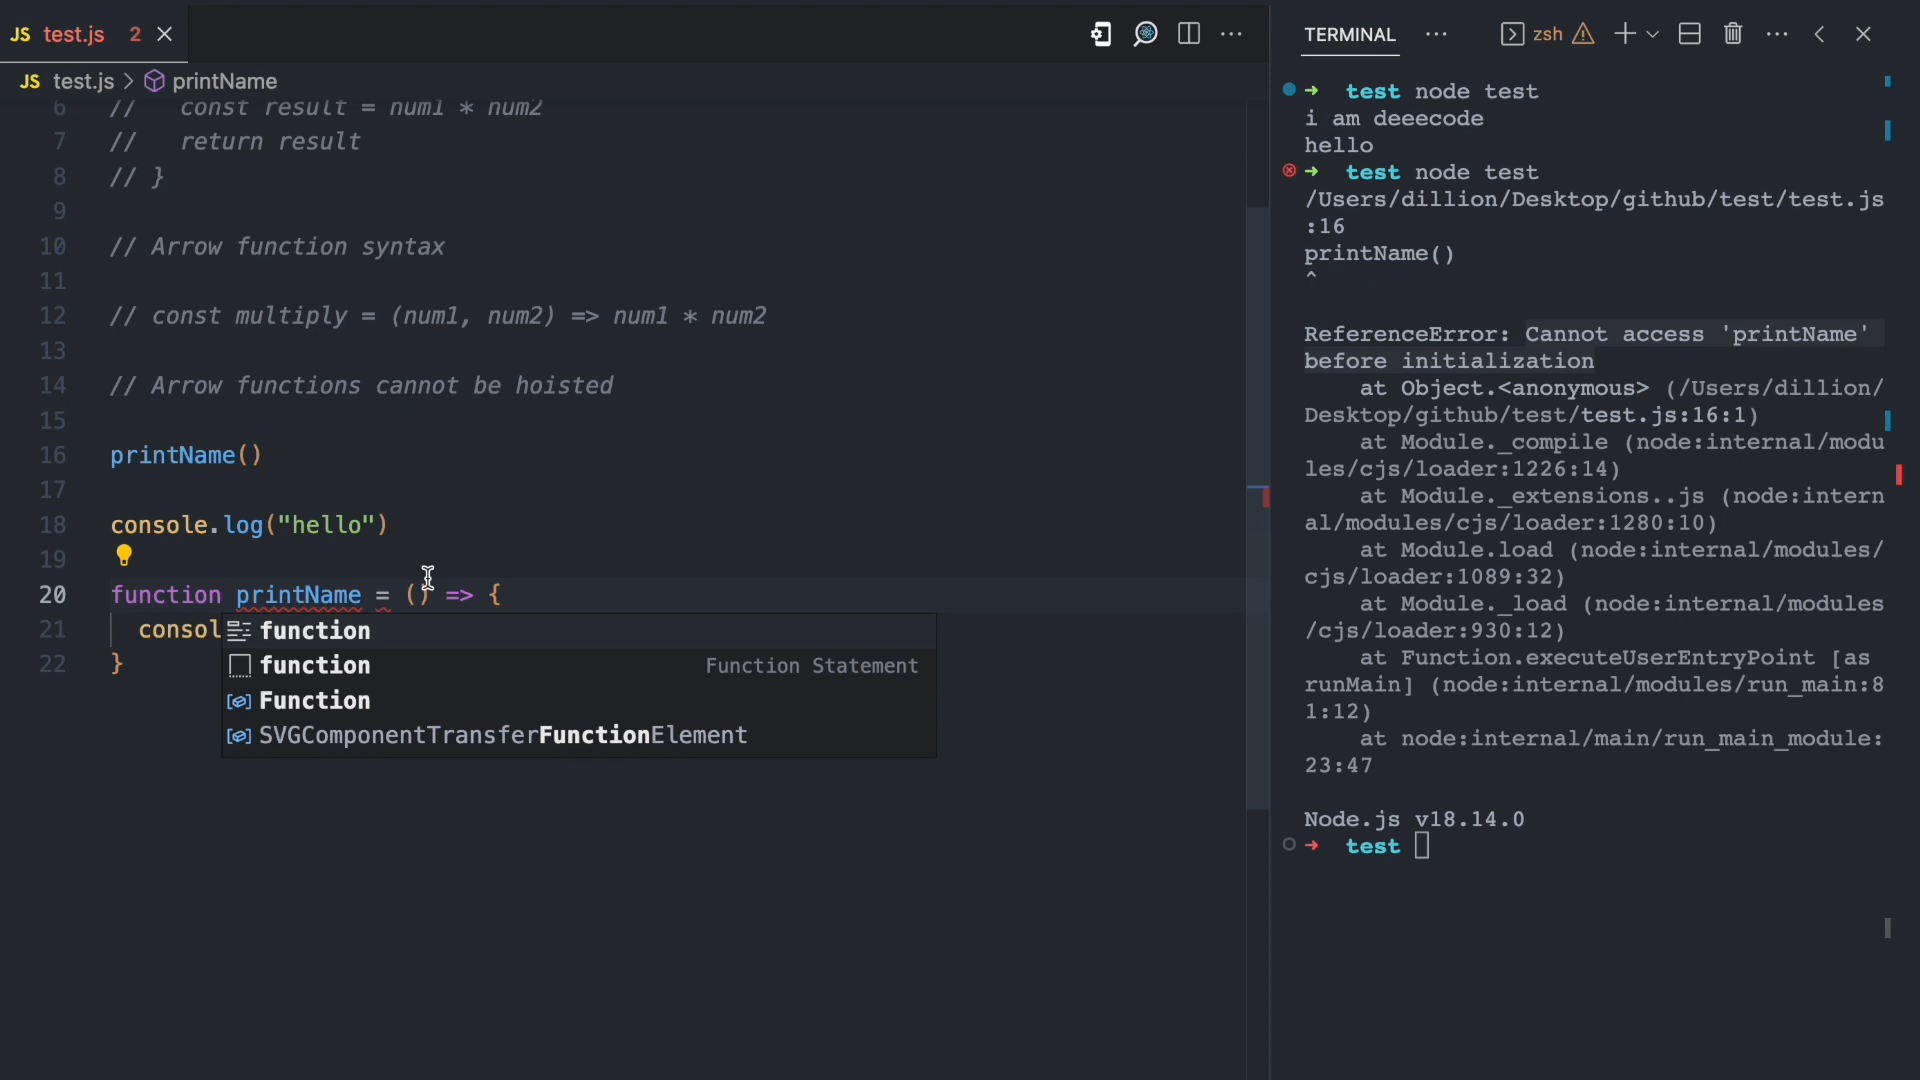 JS test.js 2
JS test.js > printName
6 //   const result = num1 * num2
7 //   return result
8 // }
9
10 // Arrow function syntax
11
12 // const multiply = (num1, num2) => num1 * num2
13
14 // Arrow functions cannot be hoisted
15
16 printName()
17
18 console.log("hello")
19
20 function printName = () => {
21   consol
22 }
function
function Function Statement
Function
SVGComponentTransferFunctionElement
TERMINAL
zsh
test node test
i am deeecode
hello
test node test
/Users/dillion/Desktop/github/test/test.js
:16
printName()
^
ReferenceError: Cannot access 'printName'
before initialization
    at Object.<anonymous> (/Users/dillion/
Desktop/github/test/test.js:16:1)
    at Module._compile (node:internal/modu
les/cjs/loader:1226:14)
    at Module._extensions..js (node:intern
al/modules/cjs/loader:1280:10)
    at Module.load (node:internal/modules/
cjs/loader:1089:32)
    at Module._load (node:internal/modules
/cjs/loader:930:12)
    at Function.executeUserEntryPoint [as
runMain] (node:internal/modules/run_main:8
1:12)
    at node:internal/main/run_main_module:
23:47
Node.js v18.14.0
test